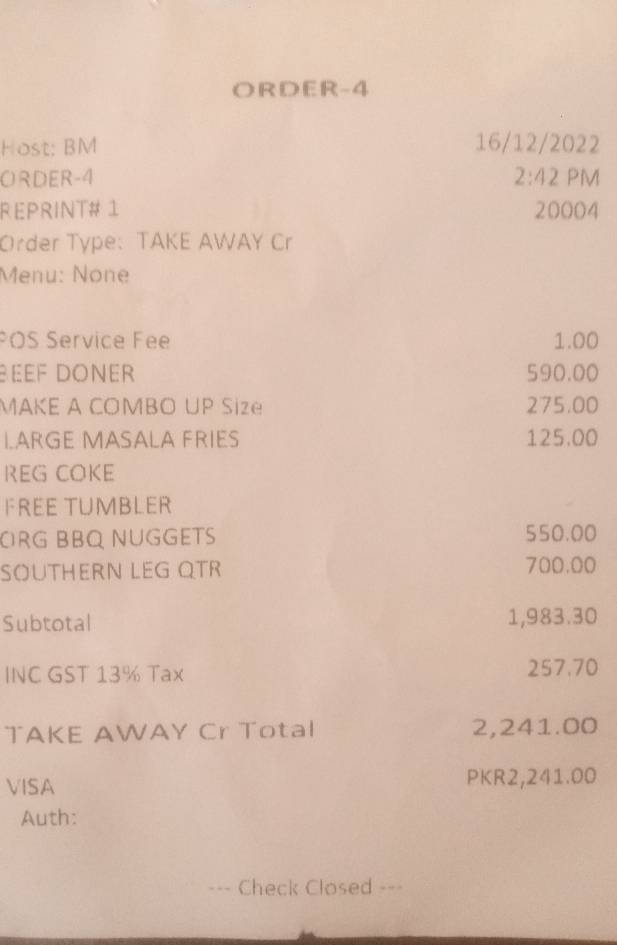 ORDER-4
Host: BM 16/12/2022
ORDER-4 2:42 PM
REPRINT# 1 20004
Order Type: TAKE AWAY Cr
Menu: None
POS Service Fee 1.00
BEEF DONER 590.00
MAKE A COMBO UP Size 275.00
LARGE MASALA FRIES 125.00
REG COKE
FREE TUMBLER
ORG BBQ NUGGETS 550.00
SOUTHERN LEG QTR 700.00
Subtotal 1,983.30
INC GST 13% Tax 257.70
TAKE AWAY Cr Total 2,241.00
VISA PKR2,241.00
Auth:
--- Check Closed ---